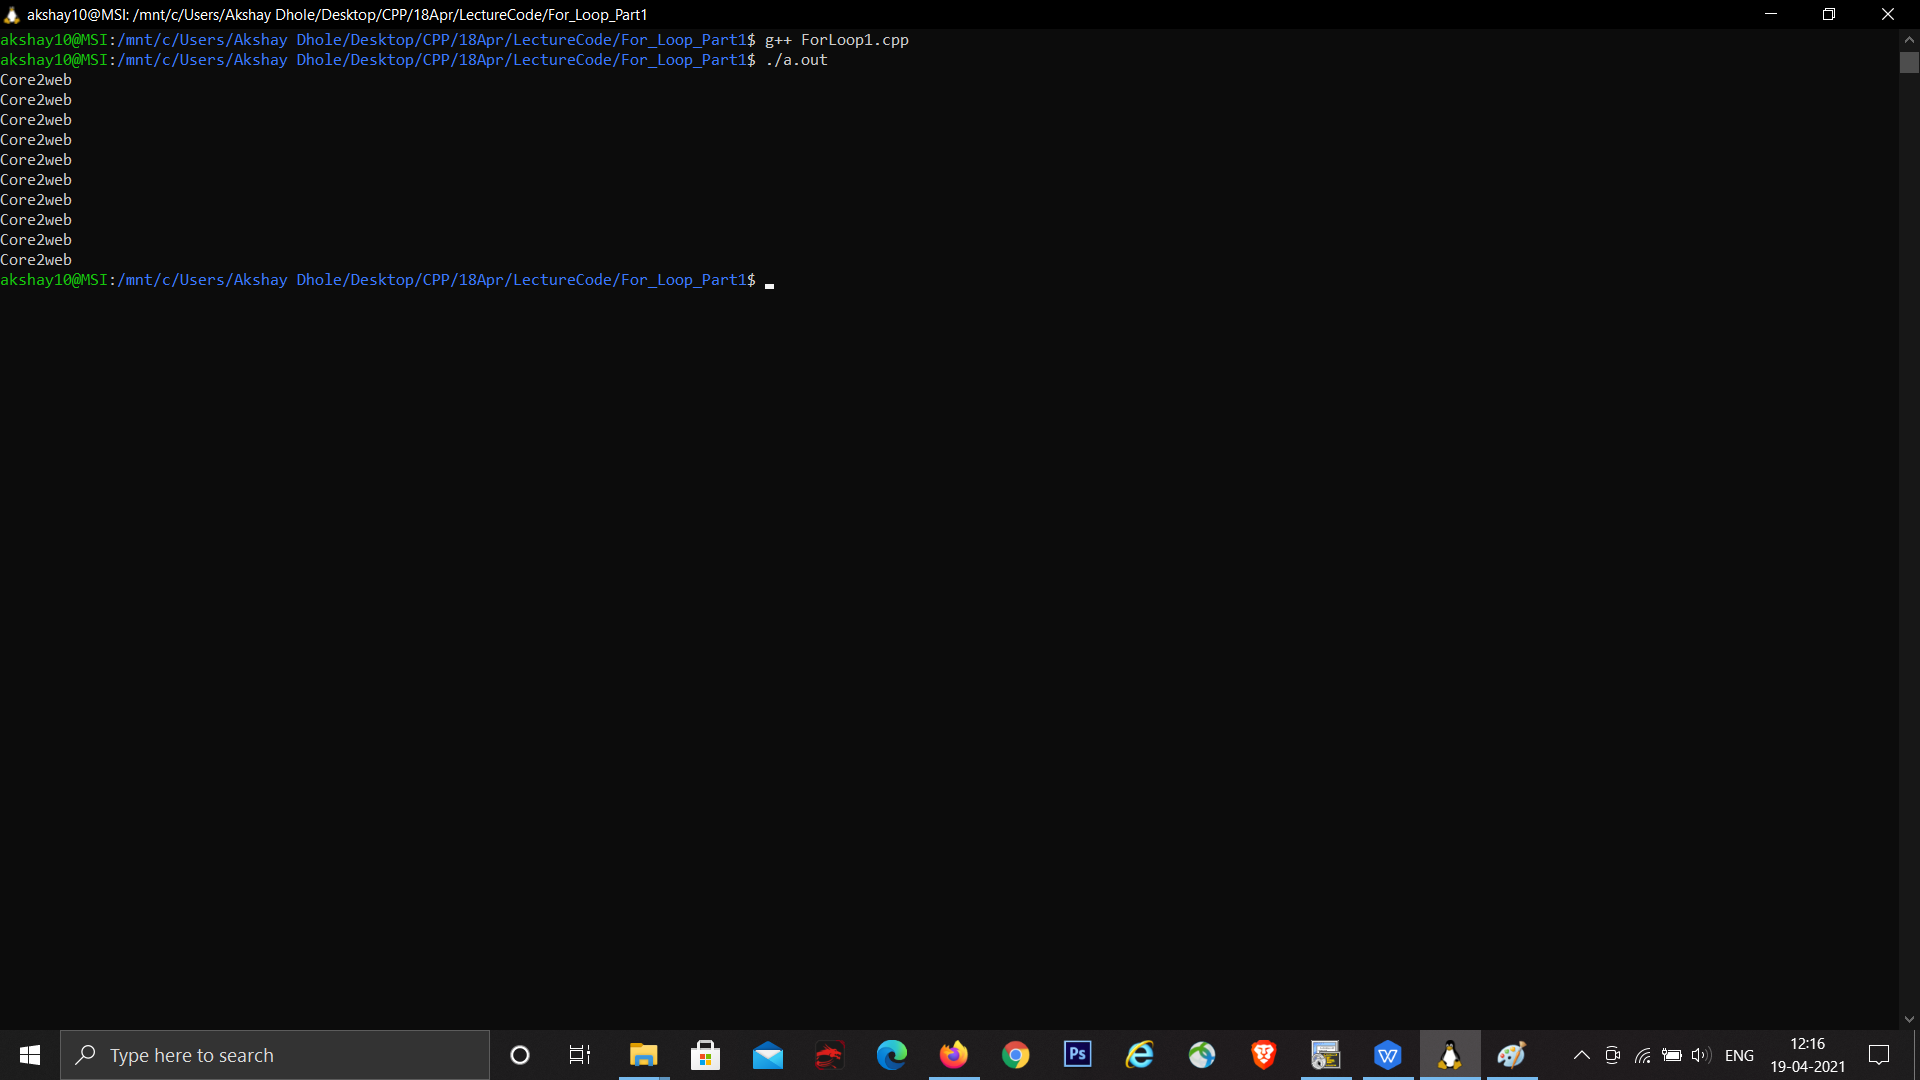 akshay10@MSI: /mnt/c/Users/Akshay Dhole/Desktop/CPP/18Apr/LectureCode/For_Loop_Part1
akshay10@MSI:/mnt/c/Users/Akshay Dhole/Desktop/CPP/18Apr/LectureCode/For_Loop_Part1$ g++ ForLoop1.cpp
akshay10@MSI:/mnt/c/Users/Akshay Dhole/Desktop/CPP/18Apr/LectureCode/For_Loop_Part1$ ./a.out
Core2web
Core2web
Core2web
Core2web
Core2web
Core2web
Core2web
Core2web
Core2web
Core2web
akshay10@MSI:/mnt/c/Users/Akshay Dhole/Desktop/CPP/18Apr/LectureCode/For_Loop_Part1$
Type here to search
Ps
W
ENG
12:16
19-04-2021